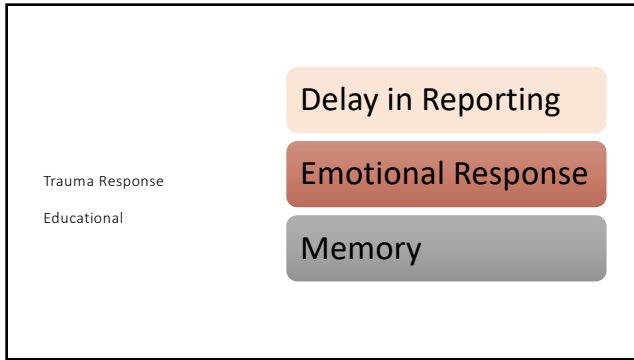 Trauma Response
Educational
Delay in Reporting
Emotional Response
Memory